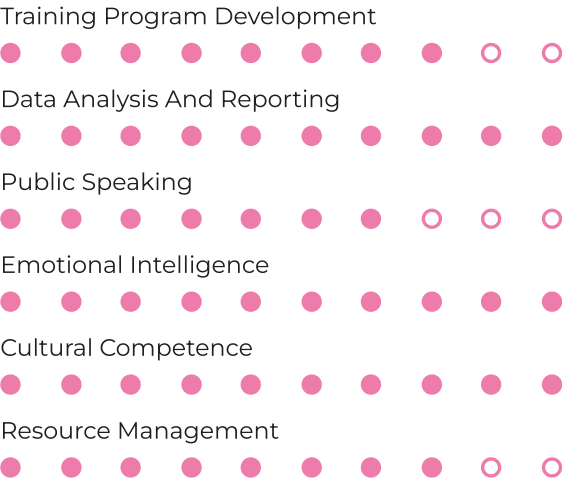 Training Program Development
Data Analysis And Reporting
Public Speaking
Emotional Intelligence
Cultural Competence
Resource Management